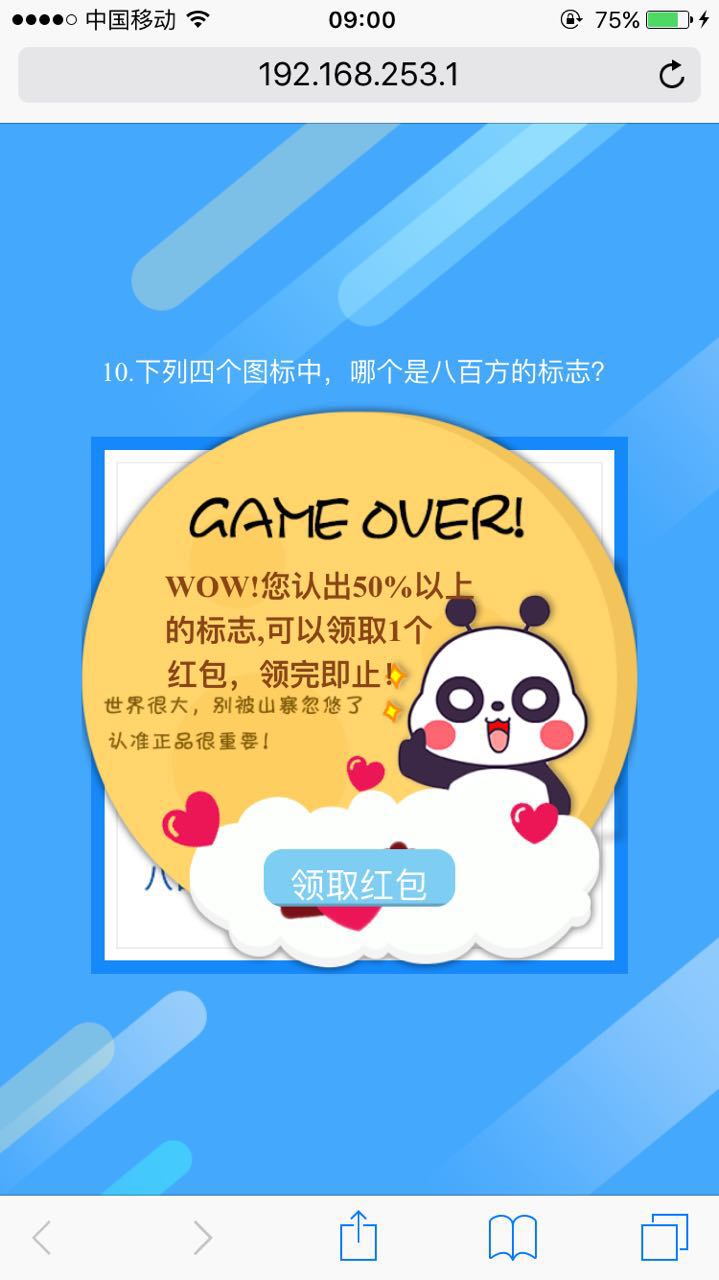 中国移动 09:00 75%
192.168.253.1
10.下列四个图标中，哪个是八百方的标志?
GAME OVER!
WOW!您认出50%以上
的标志,可以领取1个
红包，领完即止!
世界很大，别被山寨忽悠了
认准正品很重要！
八
领取红包